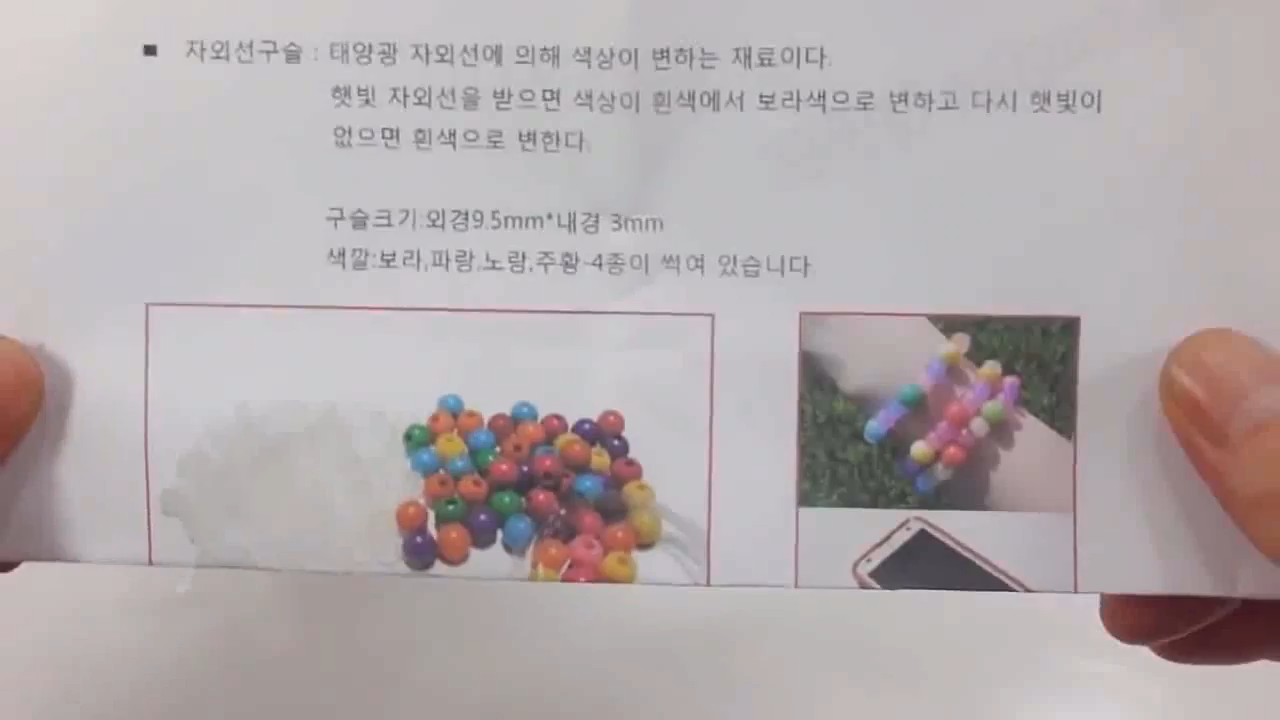 ■ 자외선구슬 : 태양광 자외선에 의해 색상이 변하는 재료이다.
햇빛 자외선을 받으면 색상이 흰색에서 보라색으로 변하고 다시 햇빛이
없으면 흰색으로 변한다.
구슬크기:외경9.5mm*내경 3mm
색깔:보라,파랑,노랑,주황-4종이 썩여 있습니다